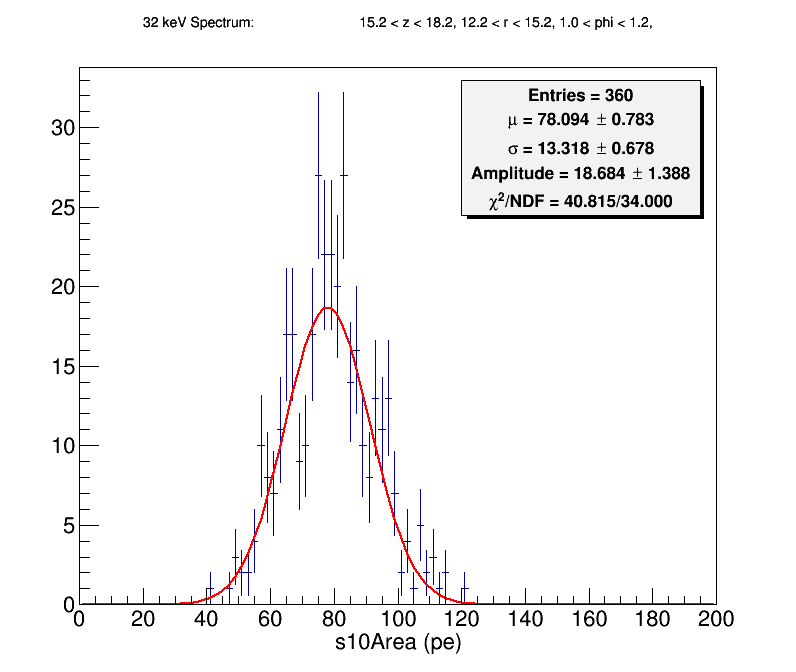 32 keV Spectrum: 15.2 < z < 18.2, 12.2 < r < 15.2, 1.0 < phi < 1.2,
Entries = 360
μ = 78.094 ± 0.783
σ = 13.318 ± 0.678
Amplitude = 18.684 ± 1.388
χ²/NDF = 40.815/34.000
30
25
20
15
10
5
0
0 20 40 60 80 100 120 140 160 180 200
s10Area (pe)